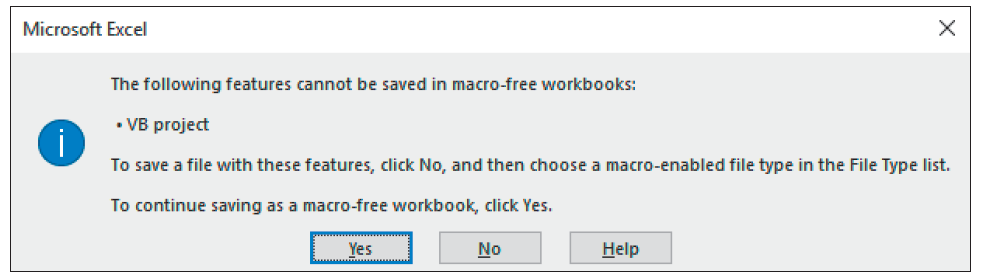 Microsoft Excel
The following features cannot be saved in macro-free workbooks:
• VB project
To save a file with these features, click No, and then choose a macro-enabled file type in the File Type list.
To continue saving as a macro-free workbook, click Yes.
Yes No Help